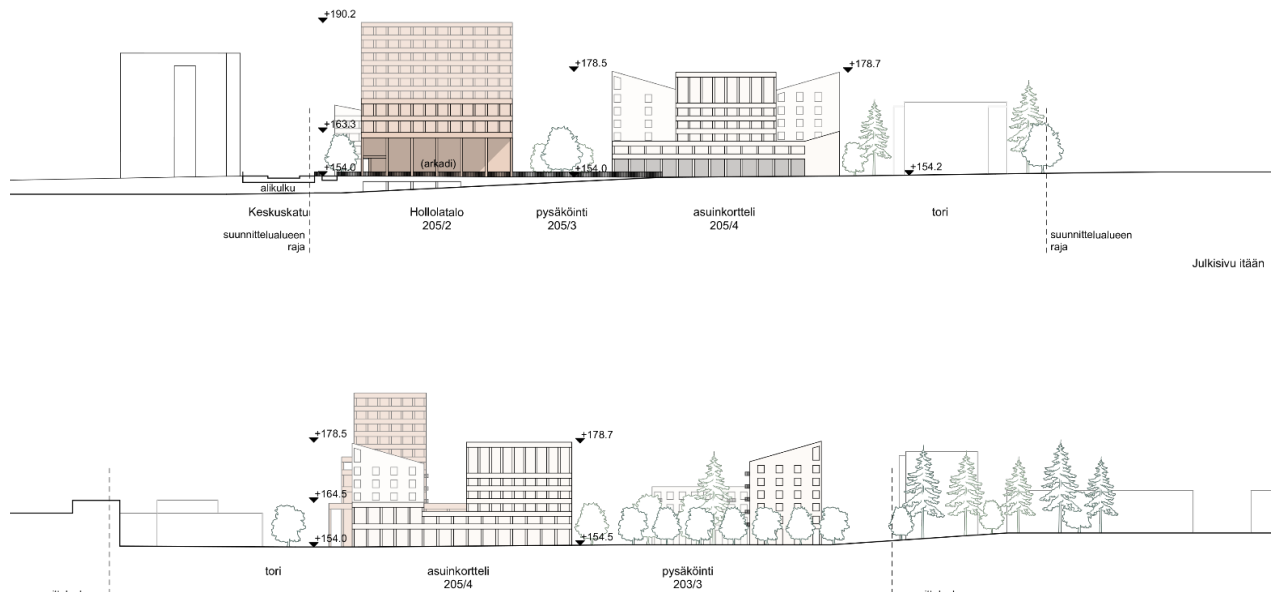 +190.2
+178.5
+178.7
+163.3
(arkadi)
+154.0
+154.0
+154.2
alikulku
Keskuskatu
Hollolatalo
205/2
pysäköinti
205/3
asuinkortteli
205/4
tori
suunnittelualueen
raja
suunnittelualueen
raja
Julkisivu itään
+178.5
+178.7
+164.5
+154.0
+154.5
tori
asuinkortteli
205/4
pysäköinti
203/3